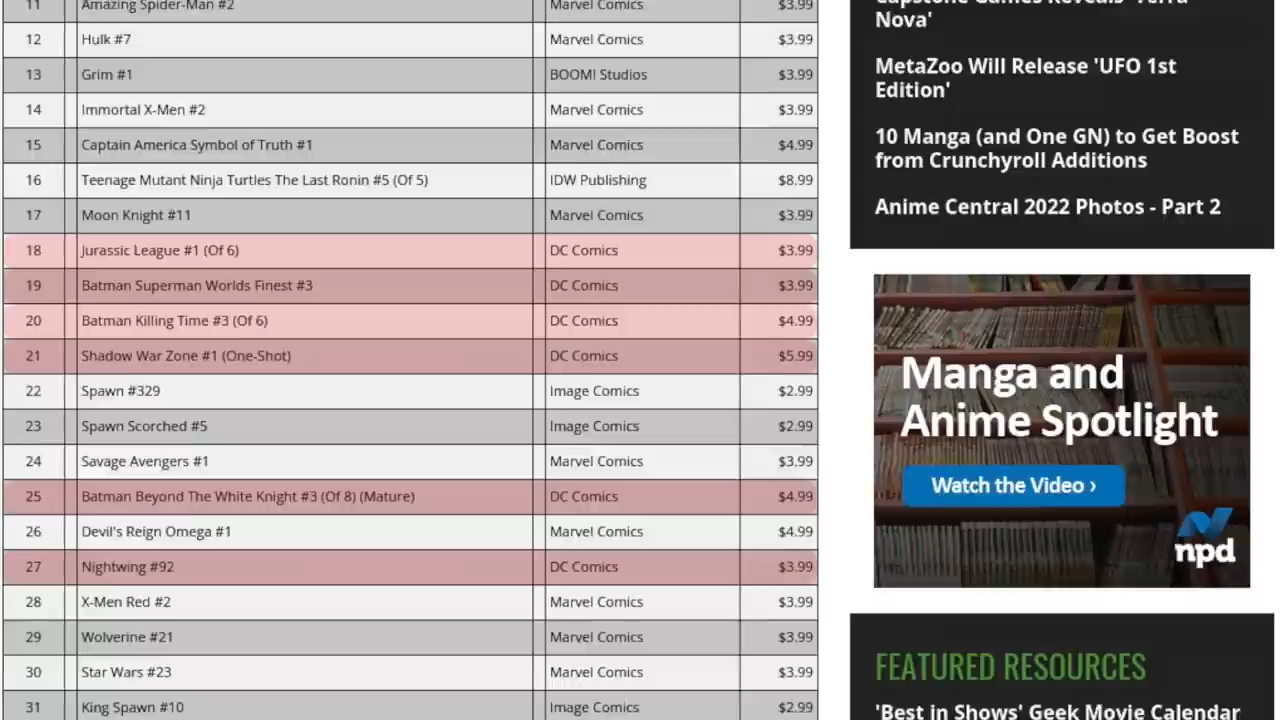 11 Amazing Spider-Man #2 Marvel Comics $3.99
12 Hulk #7 Marvel Comics $3.99
13 Grim #1 BOOM! Studios $3.99
14 Immortal X-Men #2 Marvel Comics $3.99
15 Captain America Symbol of Truth #1 Marvel Comics $4.99
16 Teenage Mutant Ninja Turtles The Last Ronin #5 (Of 5) IDW Publishing $8.99
17 Moon Knight #11 Marvel Comics $3.99
18 Jurassic League #1 (Of 6) DC Comics $3.99
19 Batman Superman Worlds Finest #3 DC Comics $3.99
20 Batman Killing Time #3 (Of 6) DC Comics $4.99
21 Shadow War Zone #1 (One-Shot) DC Comics $5.99
22 Spawn #329 Image Comics $2.99
23 Spawn Scorched #5 Image Comics $2.99
24 Savage Avengers #1 Marvel Comics $3.99
25 Batman Beyond The White Knight #3 (Of 8) (Mature) DC Comics $4.99
26 Devil's Reign Omega #1 Marvel Comics $4.99
27 Nightwing #92 DC Comics $3.99
28 X-Men Red #2 Marvel Comics $3.99
29 Wolverine #21 Marvel Comics $3.99
30 Star Wars #23 Marvel Comics $3.99
31 King Spawn #10 Image Comics $2.99
Capstone Games Reveals 'Terra
Nova'
MetaZoo Will Release 'UFO 1st
Edition'
10 Manga (and One GN) to Get Boost
from Crunchyroll Additions
Anime Central 2022 Photos - Part 2
Manga and
Anime Spotlight
Watch the Video ›
npd
FEATURED RESOURCES
'Best in Shows' Geek Movie Calendar